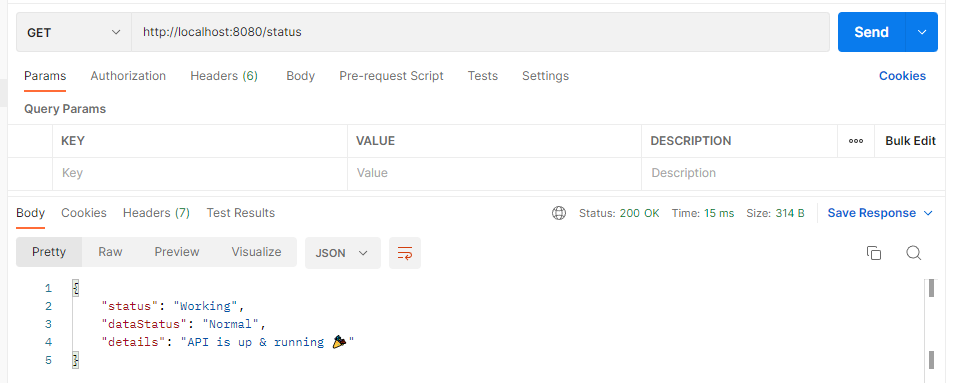 GET http://localhost:8080/status Send
Params Authorization Headers (6) Body Pre-request Script Tests Settings Cookies
Query Params
KEY VALUE DESCRIPTION ooo Bulk Edit
Key Value Description
Body Cookies Headers (7) Test Results Status: 200 OK Time: 15 ms Size: 314 B Save Response
Pretty Raw Preview Visualize JSON
1 {
2 "status": "Working",
3 "dataStatus": "Normal",
4 "details": "API is up & running 🎉"
5 }